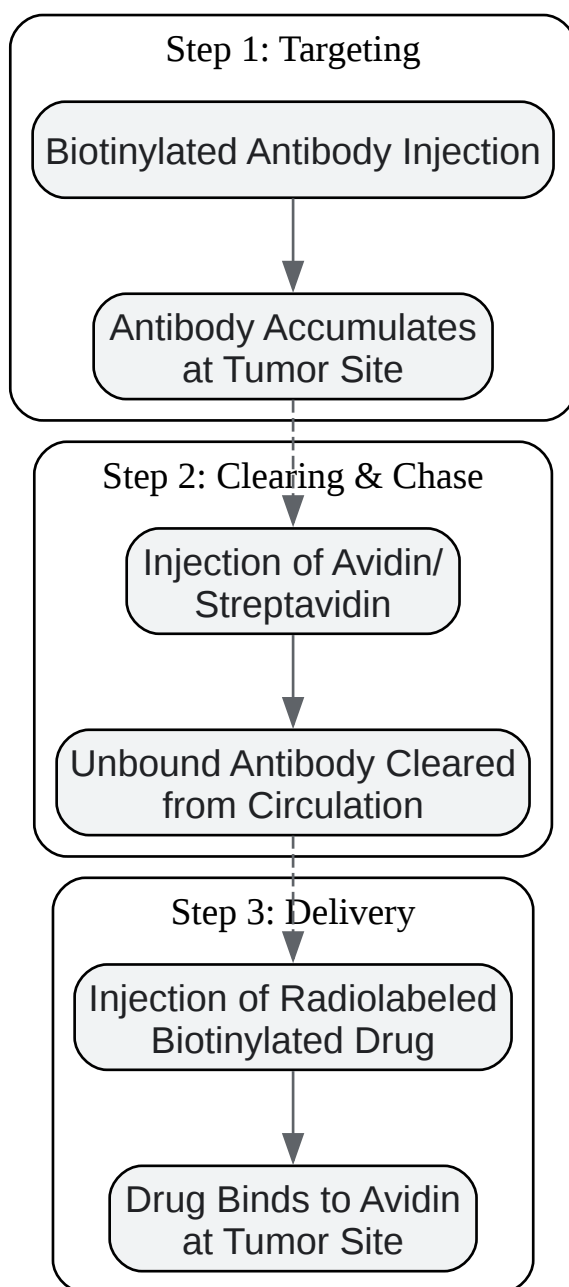 Step 1: Targeting
Biotinylated Antibody Injection
Antibody Accumulates
at Tumor Site
Step 2: Clearing & Chase
Injection of Avidin/
Streptavidin
Unbound Antibody Cleared
from Circulation
Step 3: Delivery
Injection of Radiolabeled
Biotinylated Drug
Drug Binds to Avidin
at Tumor Site